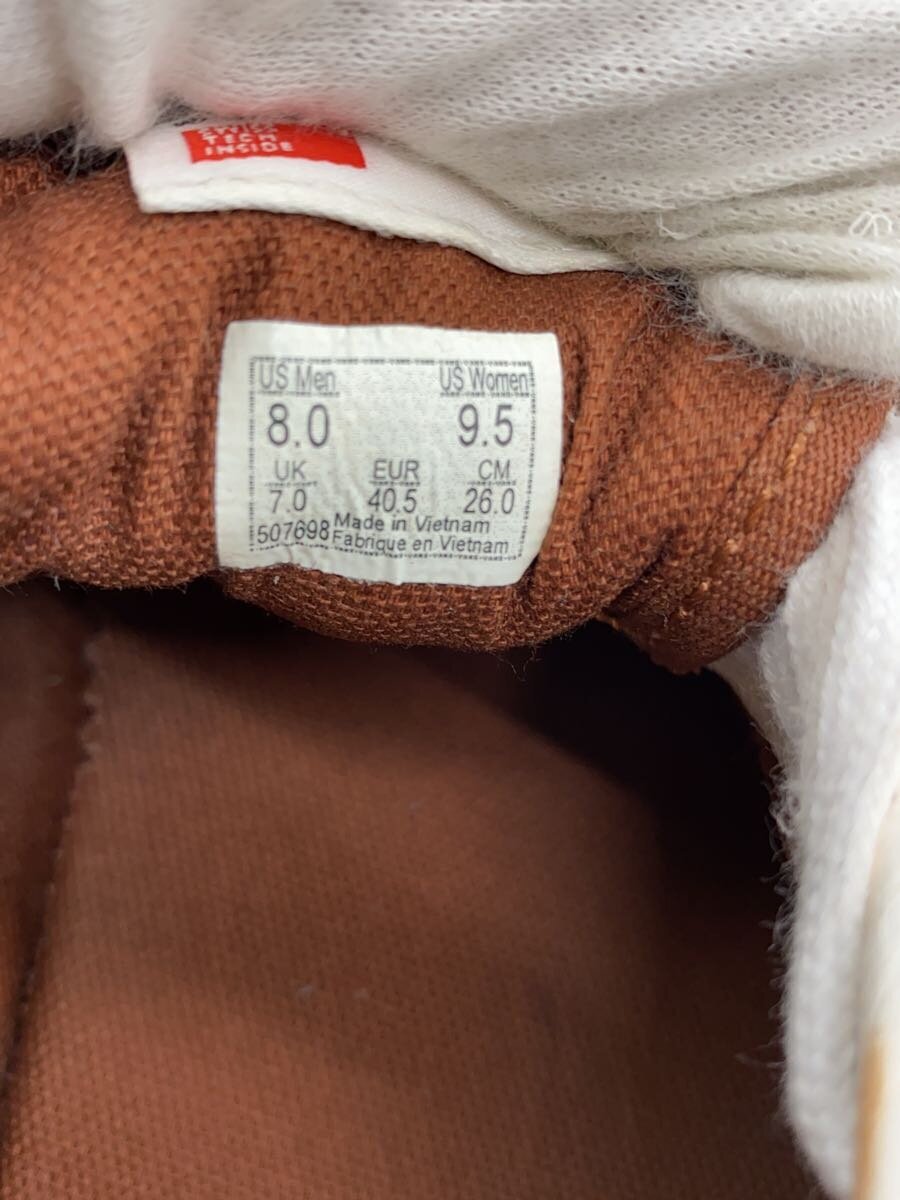 SWISS
TECH
INSIDE
US Men US Women
8.0 9.5
UK EUR CM
7.0 40.5 26.0
507698 Made in Vietnam
Fabrique en Vietnam